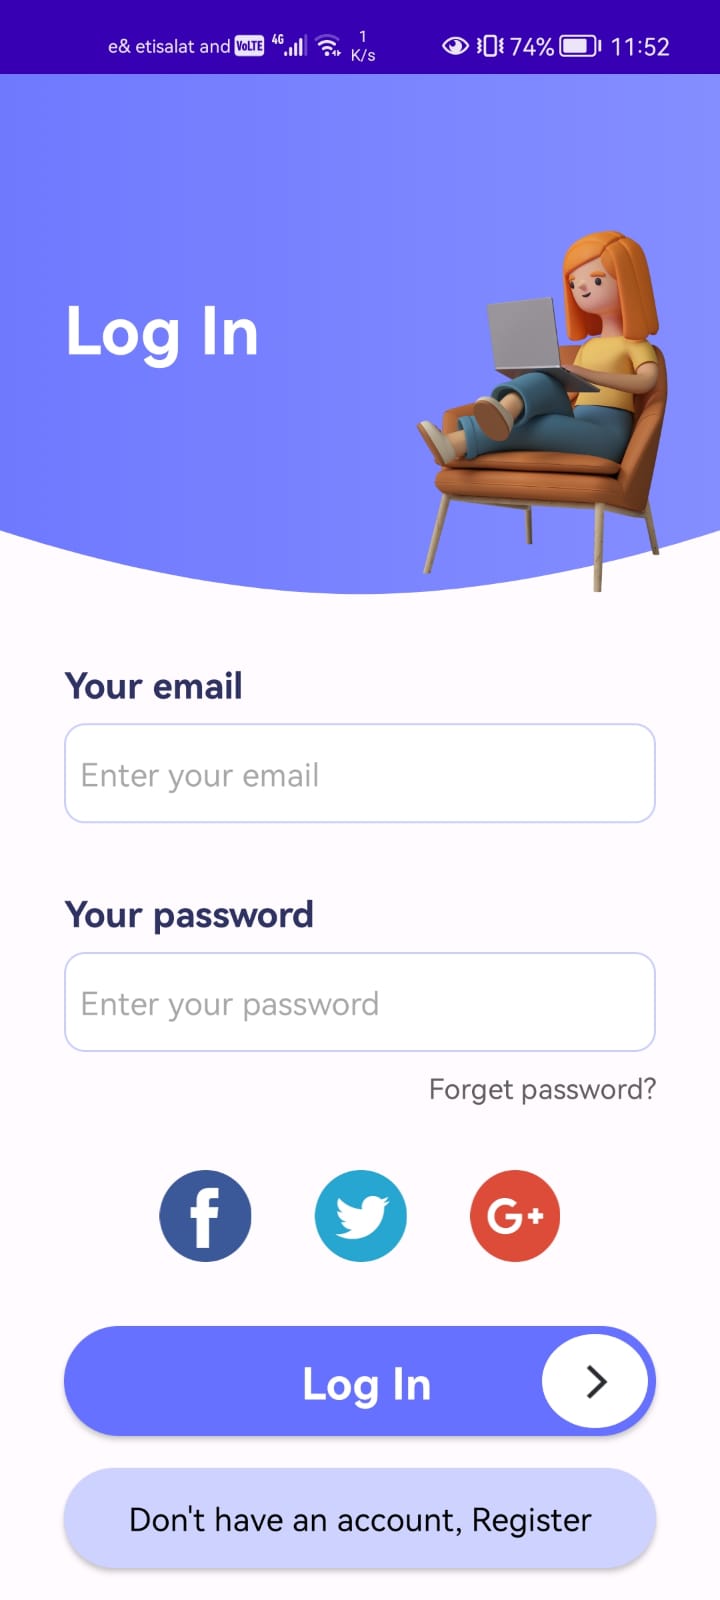 e& etisalat and VoLTE 4G 1 K/s 74% 11:52
Log In
Your email
Enter your email
Your password
Enter your password
Forget password?
f G+
Log In
Don't have an account, Register